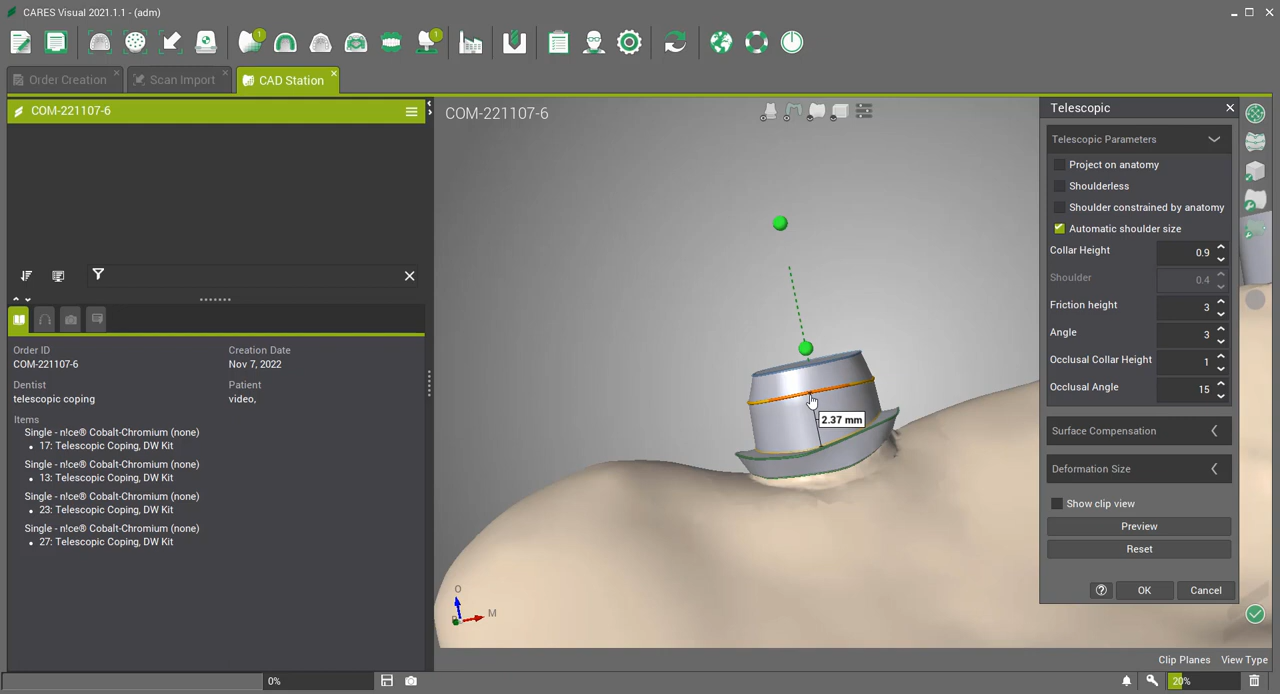 CARES Visual 2021.1.1 - (adm)
1
1
Order Creation
Scan Import
CAD Station
COM-221107-6
Order ID
COM-221107-6
Creation Date
Nov 7, 2022
Dentist
telescopic coping
Patient
video,
Items
Single - n!ce® Cobalt-Chromium (none)
• 17: Telescopic Coping, DW Kit
Single - n!ce® Cobalt-Chromium (none)
• 13: Telescopic Coping, DW Kit
Single - n!ce® Cobalt-Chromium (none)
• 23: Telescopic Coping, DW Kit
Single - n!ce® Cobalt-Chromium (none)
• 27: Telescopic Coping, DW Kit
COM-221107-6
2.37 mm
O
M
Telescopic
Telescopic Parameters
Project on anatomy
Shoulderless
Shoulder constrained by anatomy
Automatic shoulder size
Collar Height 0.9
Shoulder 0.4
Friction height 3
Angle 3
Occlusal Collar Height 1
Occlusal Angle 15
Surface Compensation
Deformation Size
Show clip view
Preview
Reset
? OK Cancel
Clip Planes View Type
0%
20%